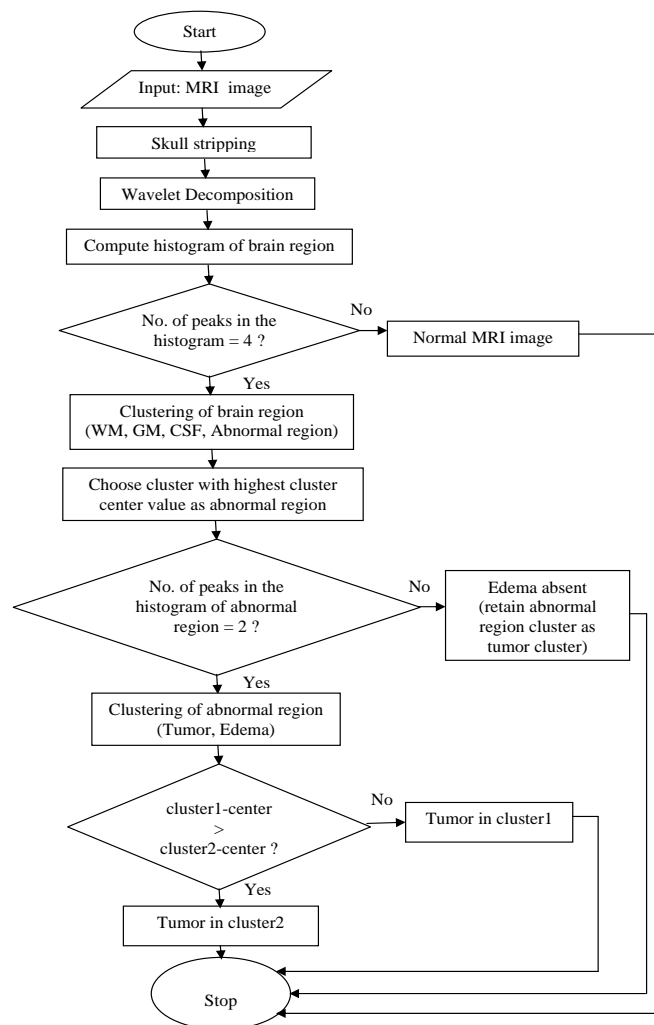 Start
Input: MRI image
Skull stripping
Wavelet Decomposition
Compute histogram of brain region
No. of peaks in the
histogram = 4 ?
No
Normal MRI image
Yes
Clustering of brain region
(WM, GM, CSF, Abnormal region)
Choose cluster with highest cluster
center value as abnormal region
No. of peaks in the
histogram of abnormal
region = 2 ?
No
Edema absent
(retain abnormal
region cluster as
tumor cluster)
Yes
Clustering of abnormal region
(Tumor, Edema)
cluster1-center
>
cluster2-center ?
No
Tumor in cluster1
Yes
Tumor in cluster2
Stop